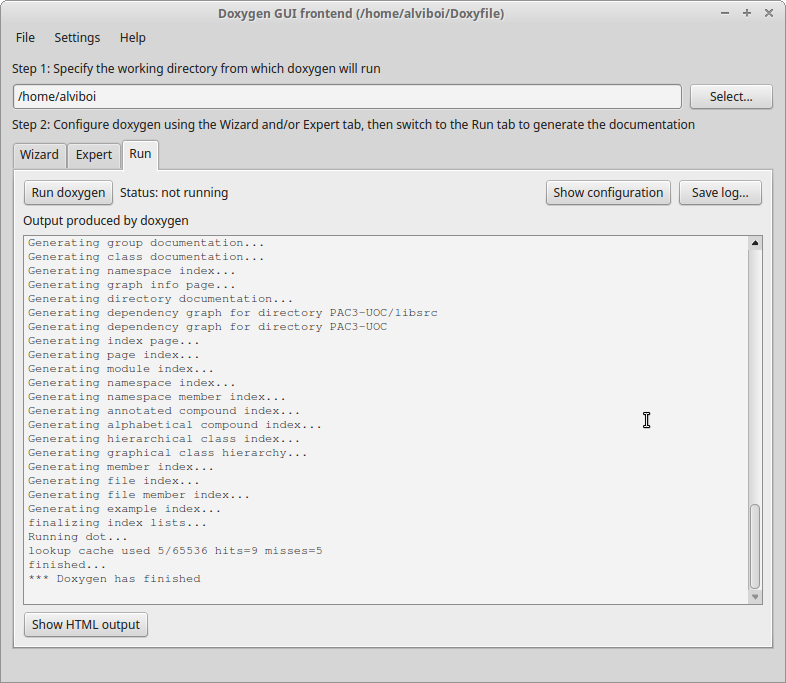 Doxygen GUI frontend (/home/alviboi/Doxyfile)
File Settings Help
Step 1: Specify the working directory from which doxygen will run
/home/alviboi Select...
Step 2: Configure doxygen using the Wizard and/or Expert tab, then switch to the Run tab to generate the documentation
Wizard Expert Run
Run doxygen Status: not running Show configuration Save log...
Output produced by doxygen
Generating group documentation...
Generating class documentation...
Generating namespace index...
Generating graph info page...
Generating directory documentation...
Generating dependency graph for directory PAC3-UOC/libsrc
Generating dependency graph for directory PAC3-UOC
Generating index page...
Generating page index...
Generating module index...
Generating namespace index...
Generating namespace member index...
Generating annotated compound index...
Generating alphabetical compound index...
Generating hierarchical class index...
Generating graphical class hierarchy...
Generating member index...
Generating file index...
Generating file member index...
Generating example index...
finalizing index lists...
Running dot...
lookup cache used 5/65536 hits=9 misses=5
finished...
*** Doxygen has finished
Show HTML output